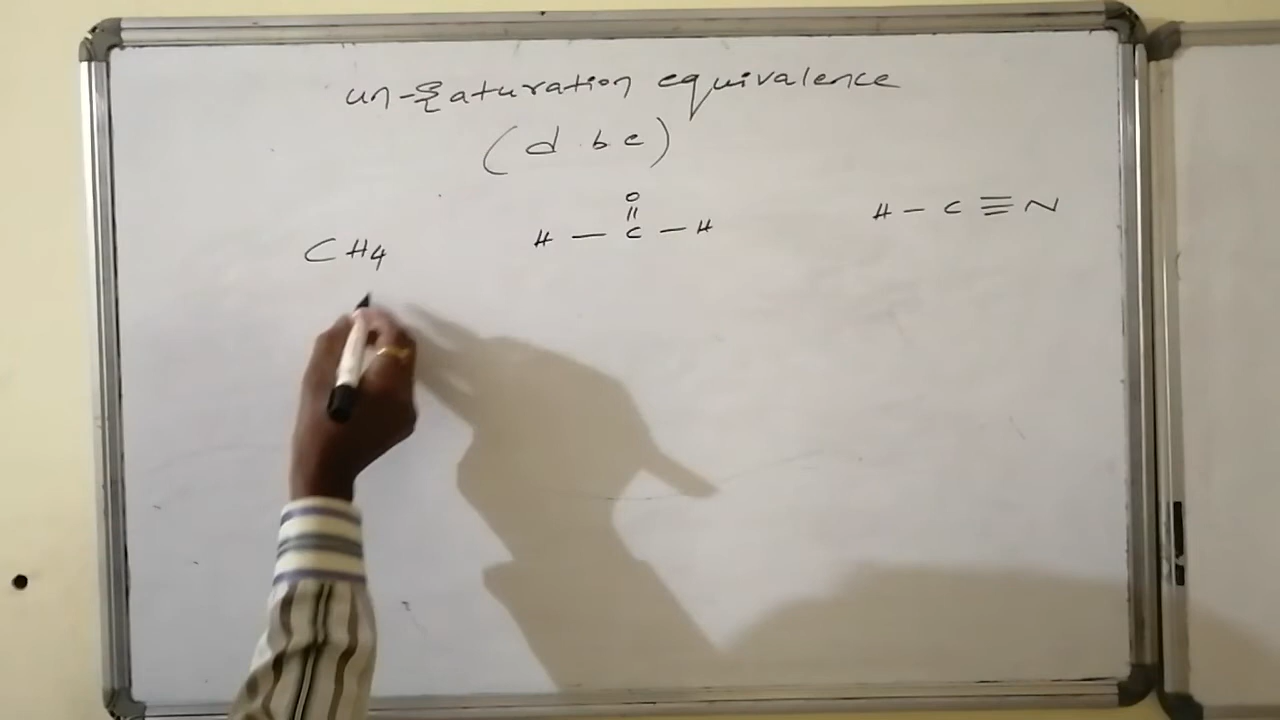 un-saturation equivalence
(d b e)
O
||
H — C — H
H — C ≡ N
CH4